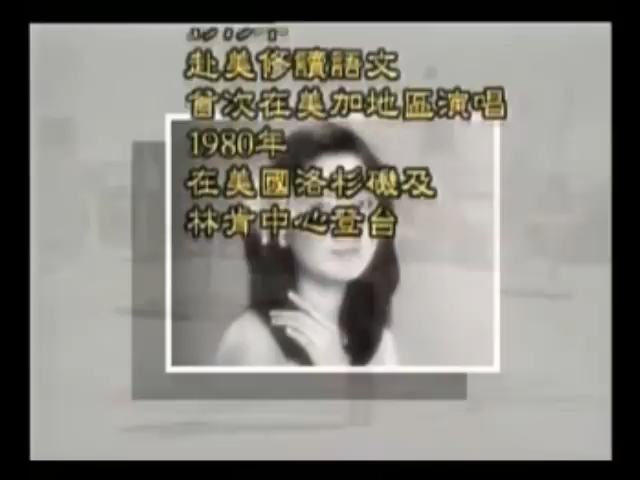 赴美修讀語文
首次在美加地區演唱
1980年
在美國洛杉磯及
林肯中心登台